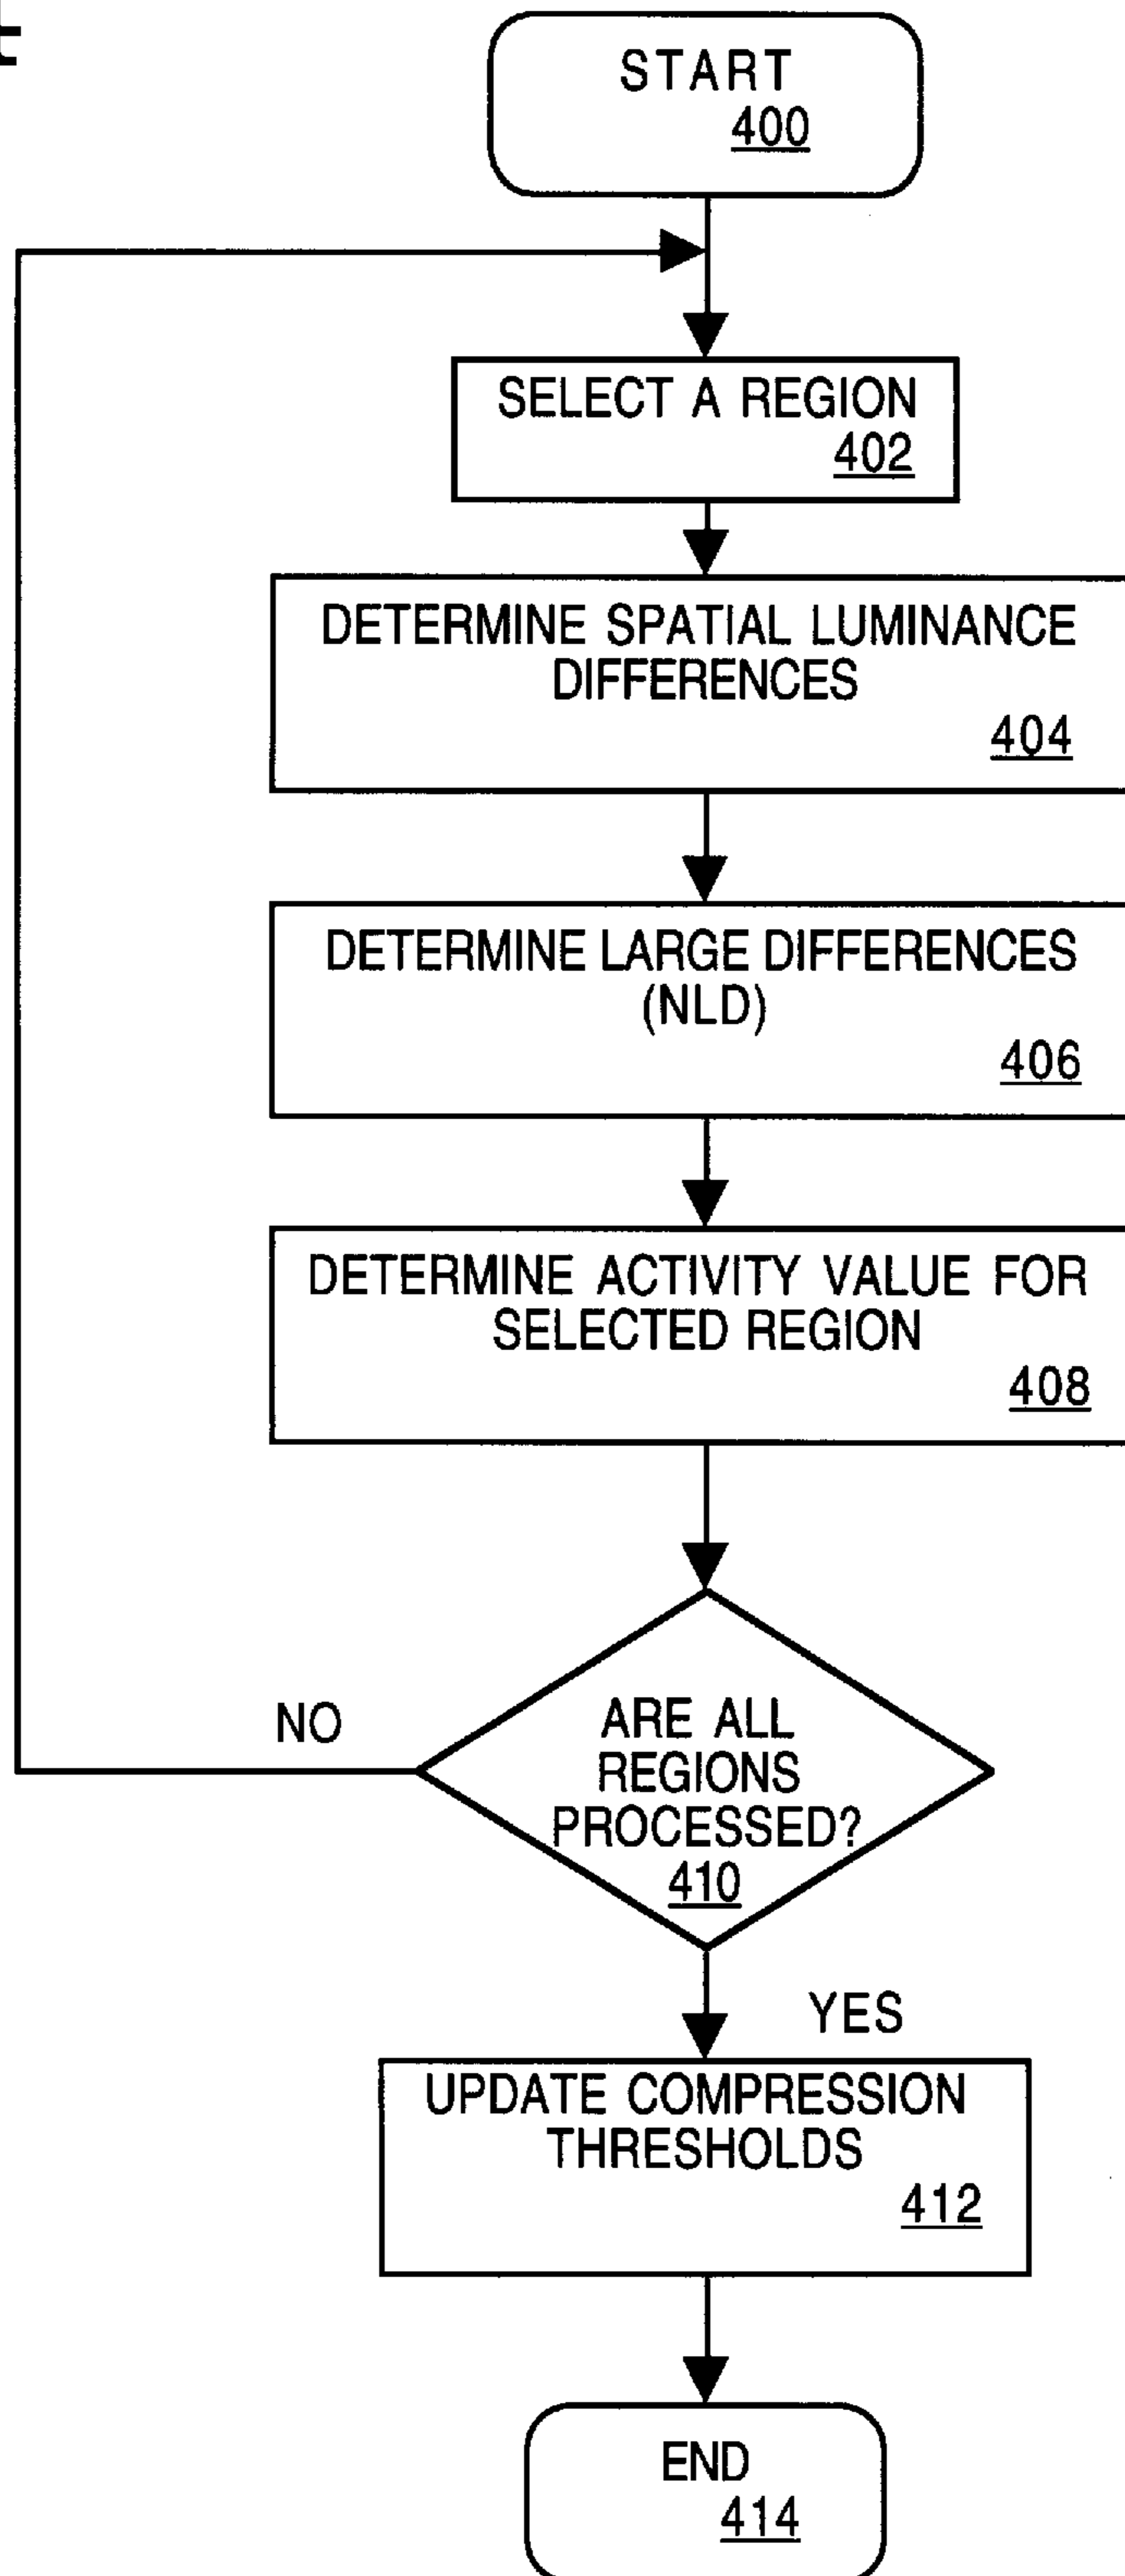 START
400
SELECT A REGION
402
DETERMINE SPATIAL LUMINANCE
DIFFERENCES
404
DETERMINE LARGE DIFFERENCES
(NLD)
406
DETERMINE ACTIVITY VALUE FOR
SELECTED REGION
408
NO
ARE ALL
REGIONS
PROCESSED?
410
YES
UPDATE COMPRESSION
THRESHOLDS
412
END
414